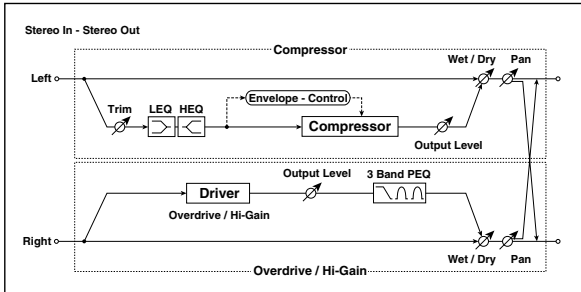 Stereo In - Stereo Out
Compressor
Wet / Dry
Pan
Left
Envelope - Control
Trim
LEQ
HEQ
Compressor
Output Level
Output Level
3 Band PEQ
Driver
Overdrive / Hi-Gain
Right
Wet / Dry
Pan
Overdrive / Hi-Gain